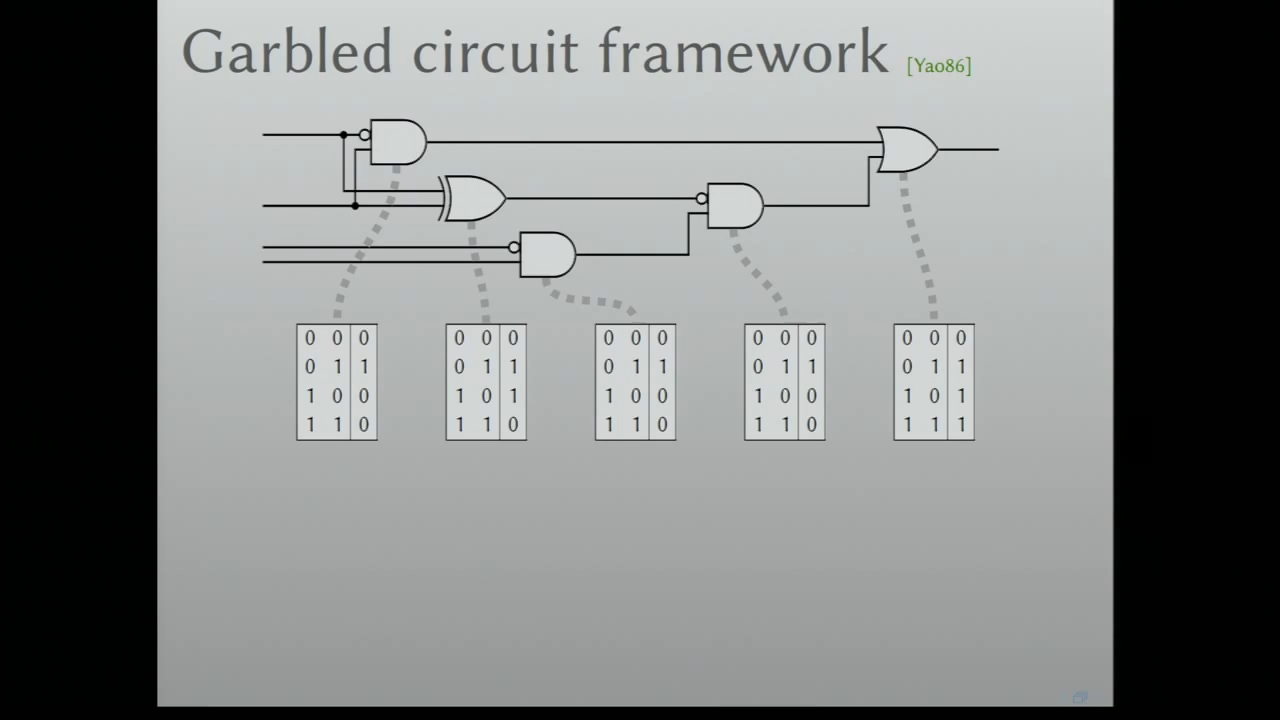 Garbled circuit framework [Yao86]
0 0 0 0 0 0 0 0 0 0 0 0 0 0 0
0 1 1 0 1 1 0 1 1 0 1 1 0 1 1
1 0 0 1 0 1 1 0 0 1 0 0 1 0 1
1 1 0 1 1 0 1 1 0 1 1 0 1 1 1